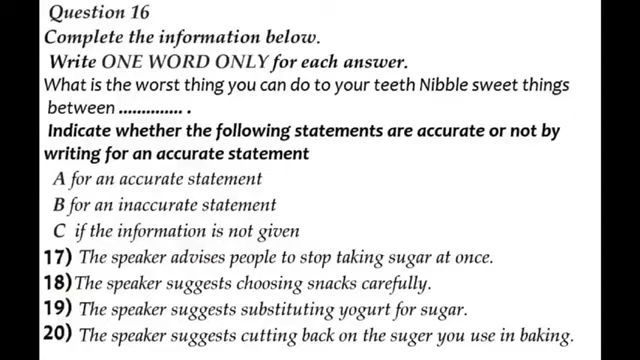 Question 16
Complete the information below.
Write ONE WORD ONLY for each answer.
What is the worst thing you can do to your teeth Nibble sweet things
between .............. .
Indicate whether the following statements are accurate or not by
writing for an accurate statement
A for an accurate statement
B for an inaccurate statement
C if the information is not given
17) The speaker advises people to stop taking sugar at once.
18) The speaker suggests choosing snacks carefully.
19) The speaker suggests substituting yogurt for sugar.
20) The speaker suggests cutting back on the suger you use in baking.